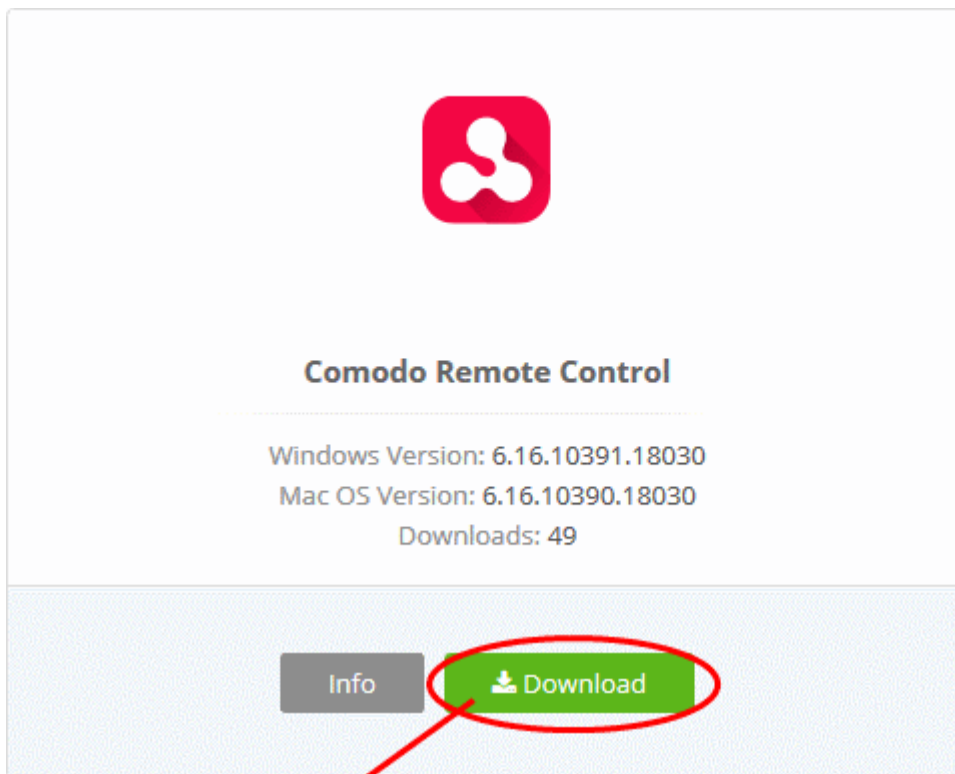 Comodo Remote Control
Windows Version: 6.16.10391.18030
Mac OS Version: 6.16.10390.18030
Downloads: 49
Info
Download